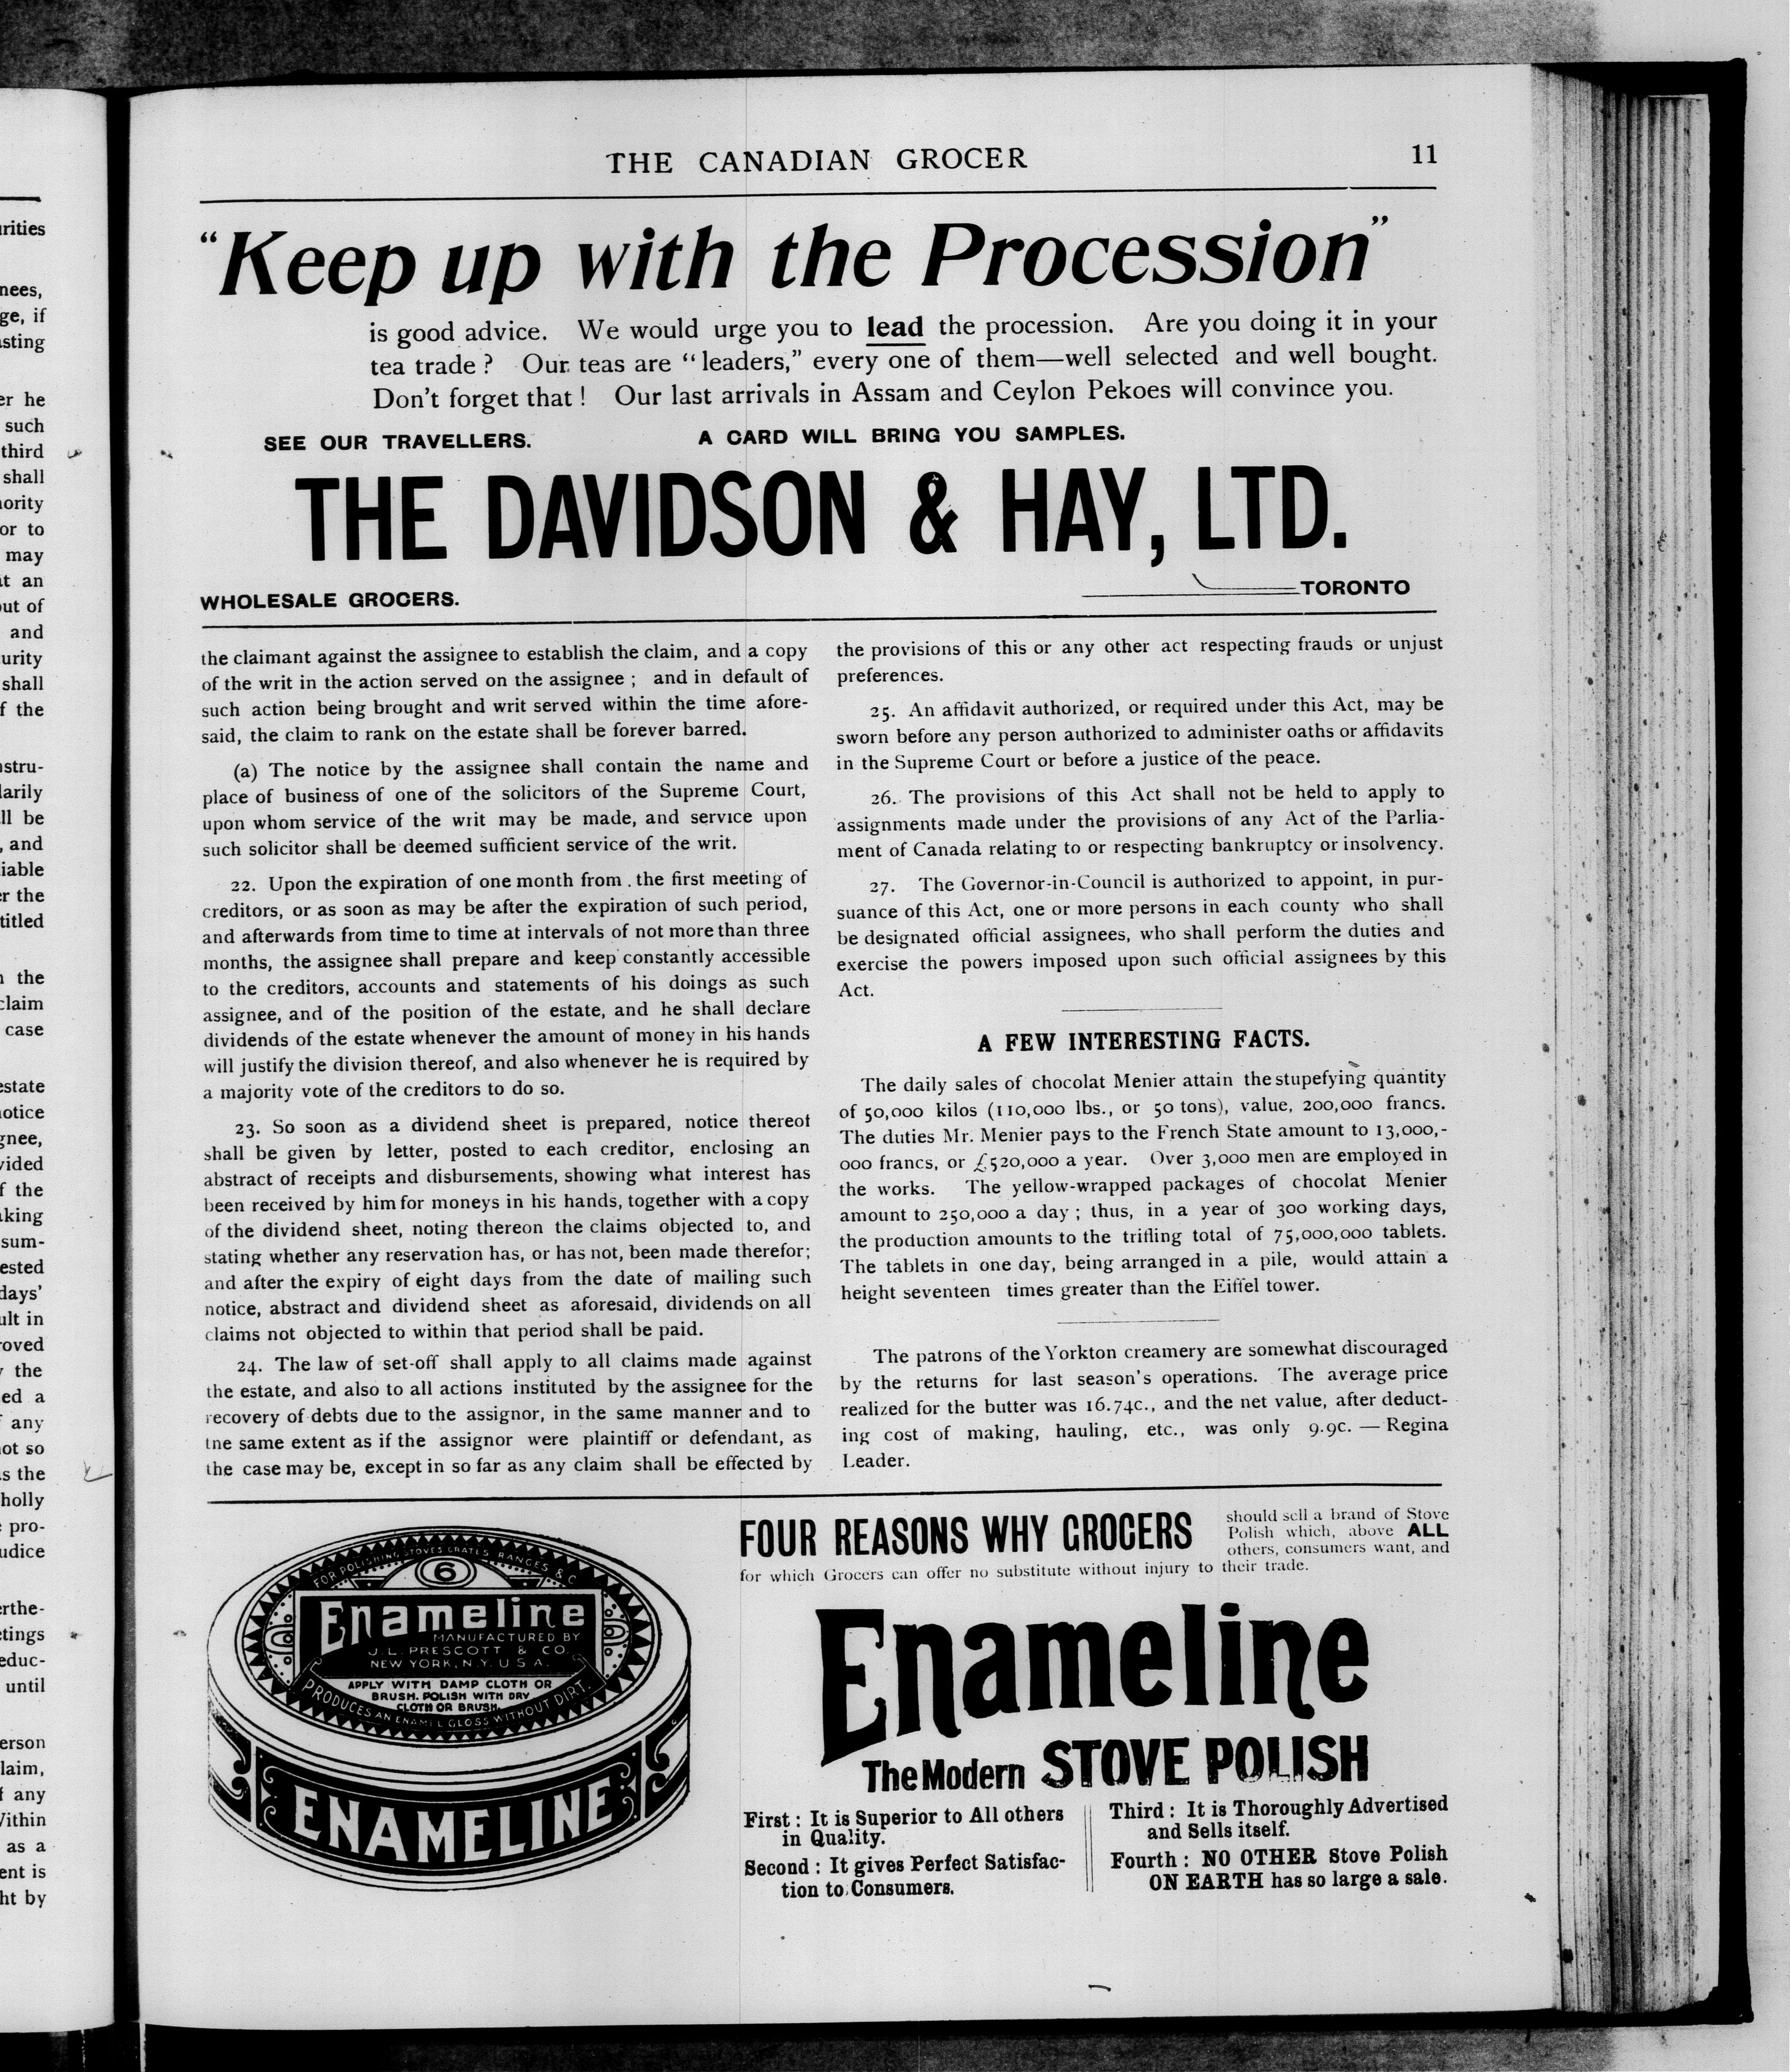 THE CANADIAN GROCER
11
"Keep up with the Procession"
is good advice. We would urge you to lead the procession. Are you doing it in your
tea trade? Our teas are "leaders," every one of them—well selected and well bought.
Don't forget that! Our last arrivals in Assam and Ceylon Pekoes will convince you.
SEE OUR TRAVELLERS.
A CARD WILL BRING YOU SAMPLES.
THE DAVIDSON & HAY, LTD.
WHOLESALE GROCERS.
TORONTO
the claimant against the assignee to establish the claim, and a copy
of the writ in the action served on the assignee; and in default of
such action being brought and writ served within the time afore-
said, the claim to rank on the estate shall be forever barred.
(a) The notice by the assignee shall contain the name and
place of business of one of the solicitors of the Supreme Court,
upon whom service of the writ may be made, and service upon
such solicitor shall be deemed sufficient service of the writ.
22. Upon the expiration of one month from the first meeting of
creditors, or as soon as may be after the expiration of such period,
and afterwards from time to time at intervals of not more than three
months, the assignee shall prepare and keep constantly accessible
to the creditors, accounts and statements of his doings as such
assignee, and of the position of the estate, and he shall declare
dividends of the estate whenever the amount of money in his hands
will justify the division thereof, and also whenever he is required by
a majority vote of the creditors to do so.
23. So soon as a dividend sheet is prepared, notice thereof
shall be given by letter, posted to each creditor, enclosing an
abstract of receipts and disbursements, showing what interest has
been received by him for moneys in his hands, together with a copy
of the dividend sheet, noting thereon the claims objected to, and
stating whether any reservation has, or has not, been made therefor;
and after the expiry of eight days from the date of mailing such
notice, abstract and dividend sheet as aforesaid, dividends on all
claims not objected to within that period shall be paid.
24. The law of set-off shall apply to all claims made against
the estate, and also to all actions instituted by the assignee for the
recovery of debts due to the assignor, in the same manner and to
the same extent as if the assignor were plaintiff or defendant, as
the case may be, except in so far as any claim shall be effected by
the provisions of this or any other act respecting frauds or unjust
preferences.
25. An affidavit authorized, or required under this Act, may be
sworn before any person authorized to administer oaths or affidavits
in the Supreme Court or before a justice of the peace.
26. The provisions of this Act shall not be held to apply to
assignments made under the provisions of any Act of the Parlia-
ment of Canada relating to or respecting bankruptcy or insolvency.
27. The Governor-in-Council is authorized to appoint, in pur-
suance of this Act, one or more persons in each county who shall
be designated official assignees, who shall perform the duties and
exercise the powers imposed upon such official assignees by this
Act.
A FEW INTERESTING FACTS.
The daily sales of chocolat Menier attain the stupefying quantity
of 50,000 kilos (110,000 lbs., or 50 tons), value, 200,000 francs.
The duties Mr. Menier pays to the French State amount to 13,000,-
000 francs, or £520,000 a year. Over 3,000 men are employed in
the works. The yellow-wrapped packages of chocolat Menier
amount to 250,000 a day; thus, in a year of 300 working days,
the production amounts to the trifling total of 75,000,000 tablets.
The tablets in one day, being arranged in a pile, would attain a
height seventeen times greater than the Eiffel tower.
The patrons of the Yorkton creamery are somewhat discouraged
by the returns for last season's operations. The average price
realized for the butter was 16.74c., and the net value, after deduct-
ing cost of making, hauling, etc., was only 9.9c. — Regina
Leader.
FOR POLISHING STOVES GRATES, RANGES & C
6
Enameline
MANUFACTURED BY
J. L. PRESCOTT & CO.
NEW YORK, N.Y. U.S.A.
APPLY WITH DAMP CLOTH OR
BRUSH. POLISH WITH DRY
CLOTH OR BRUSH.
PRODUCES AN ENAMEL GLOSS WITHOUT DIRT.
ENAMELINE
FOUR REASONS WHY GROCERS
should sell a brand of Stove
Polish which, above ALL
others, consumers want, and
for which Grocers can offer no substitute without injury to their trade.
Enameline
The Modern STOVE POLISH
First: It is Superior to All others
in Quality.
Second: It gives Perfect Satisfac-
tion to Consumers.
Third: It is Thoroughly Advertised
and Sells itself.
Fourth: NO OTHER Stove Polish
ON EARTH has so large a sale.